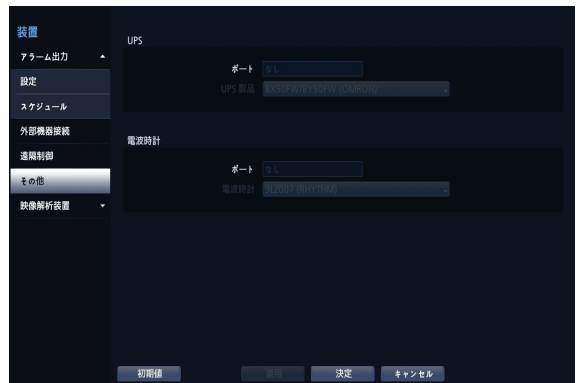 装置
アラーム出力
設定
スケジュール
外部機器接続
遠隔制御
その他
映像解析装置
UPS
ポート なし
UPS 製品 BX50FW/BY50FW (OMRON)
電波時計
ポート なし
電波時計 9LZ007 (RHYTHM)
初期値 適用 決定 キャンセル